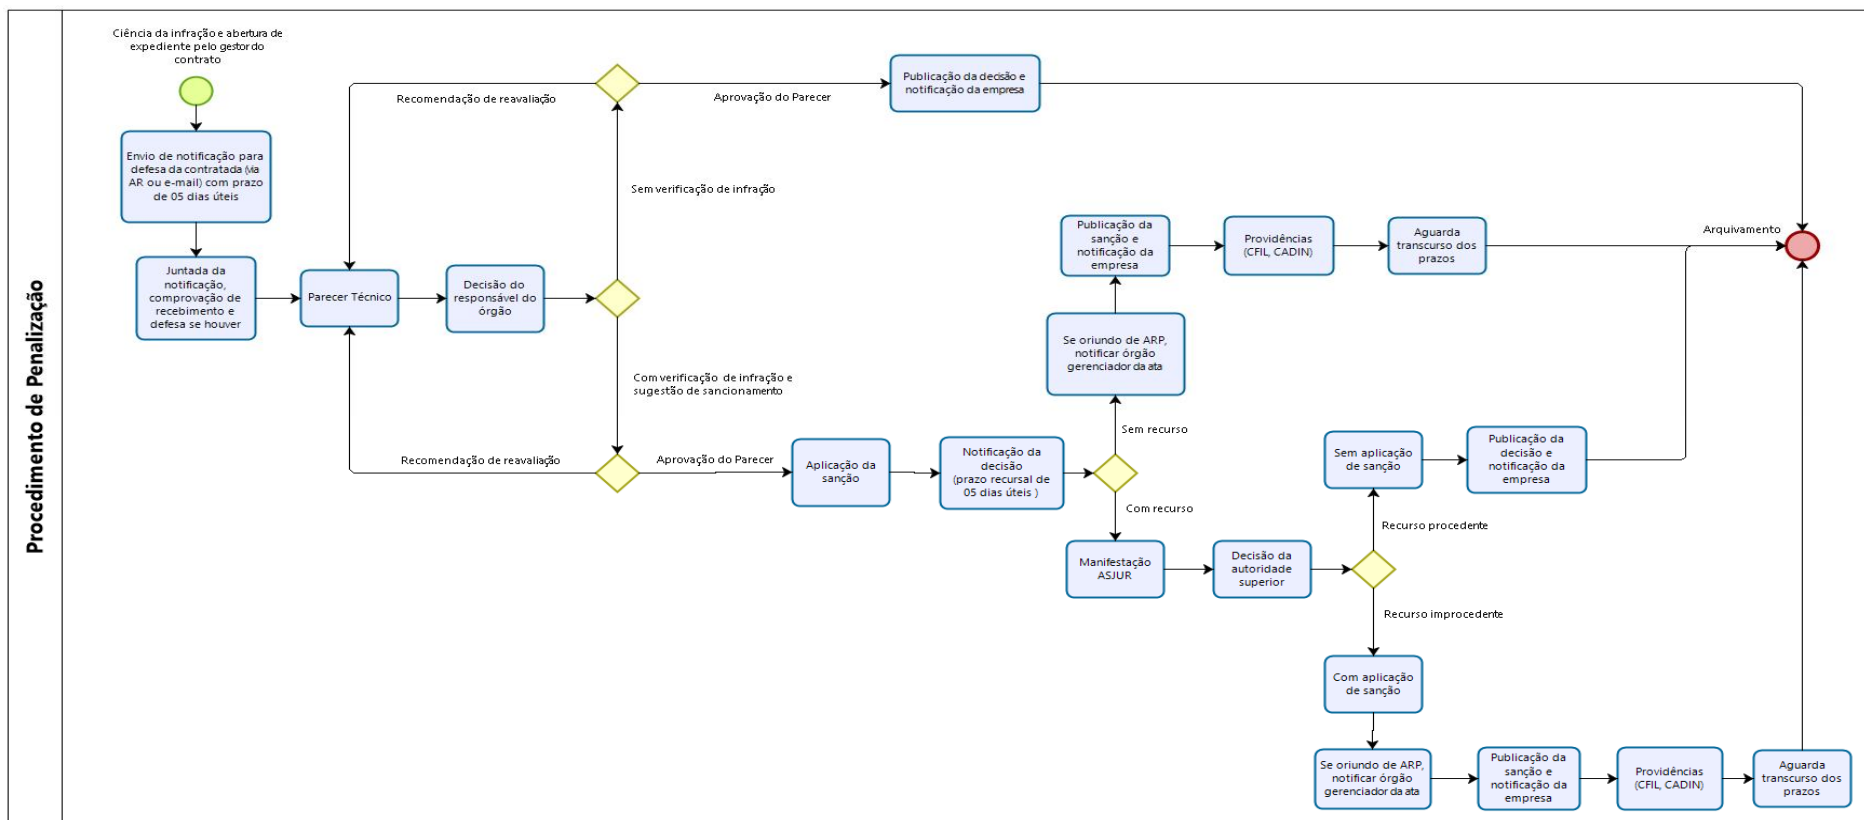 Procedimento de Penalização
Ciência da infração e abertura de
expediente pelo gestor do
contrato
Envio de notificação para
defesa da contratada (via
AR ou e-mail) com prazo
de 05 dias úteis
Juntada da
notificação,
comprovação de
recebimento e
defesa se houver
Parecer Técnico
Decisão do
responsável do
órgão
Recomendação de reavaliação
Aprovação do Parecer
Publicação da decisão e
notificação da empresa
Sem verificação de infração
Com verificação de infração e
sugestão de sancionamento
Recomendação de reavaliação
Aprovação do Parecer
Aplicação da
sanção
Notificação da
decisão
(prazo recursal de
05 dias úteis )
Sem recurso
Se oriundo de ARP,
notificar órgão
gerenciador da ata
Publicação da
sanção e
notificação da
empresa
Providências
(CFIL, CADIN)
Aguarda
transcurso dos
prazos
Arquivamento
Com recurso
Manifestação
ASJUR
Decisão da
autoridade
superior
Recurso procedente
Sem aplicação
de sanção
Publicação da
decisão e
notificação da
empresa
Recurso improcedente
Com aplicação
de sanção
Se oriundo de ARP,
notificar órgão
gerenciador da ata
Publicação da
sanção e
notificação da
empresa
Providências
(CFIL, CADIN)
Aguarda
transcurso dos
prazos